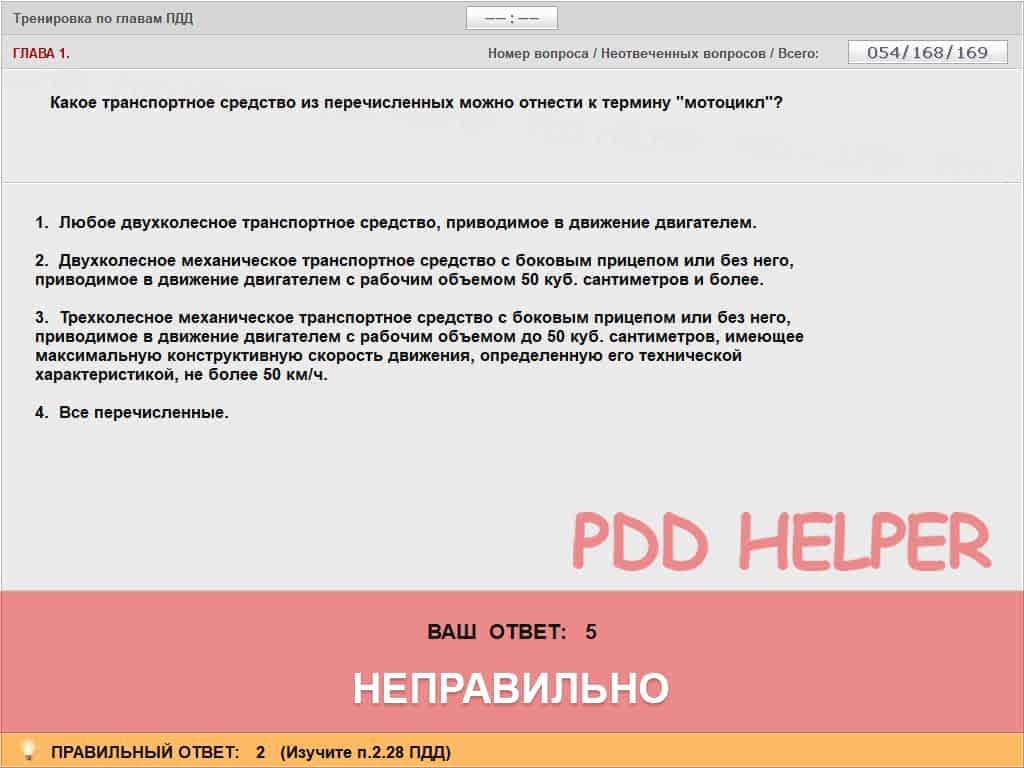 Тренировка по главам ПДД
—— : ——
ГЛАВА 1.
Номер вопроса / Неотвеченных вопросов / Всего:
054/168/169
Какое транспортное средство из перечисленных можно отнести к термину "мотоцикл"?
1. Любое двухколесное транспортное средство, приводимое в движение двигателем.
2. Двухколесное механическое транспортное средство с боковым прицепом или без него,
приводимое в движение двигателем с рабочим объемом 50 куб. сантиметров и более.
3. Трехколесное механическое транспортное средство с боковым прицепом или без него,
приводимое в движение двигателем с рабочим объемом до 50 куб. сантиметров, имеющее
максимальную конструктивную скорость движения, определенную его технической
характеристикой, не более 50 км/ч.
4. Все перечисленные.
PDD HELPER
ВАШ ОТВЕТ: 5
НЕПРАВИЛЬНО
ПРАВИЛЬНЫЙ ОТВЕТ: 2 (Изучите п.2.28 ПДД)